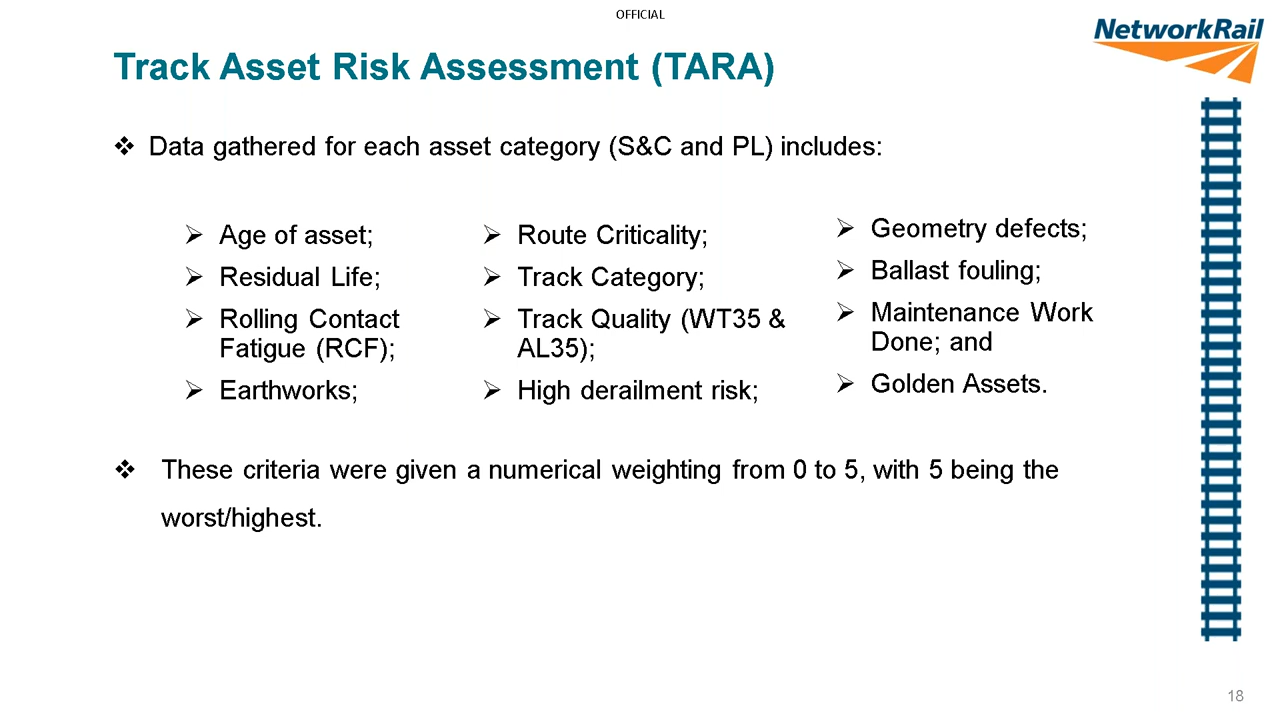 OFFICIAL
NetworkRail
Track Asset Risk Assessment (TARA)
❖ Data gathered for each asset category (S&C and PL) includes:
➢ Age of asset;
➢ Residual Life;
➢ Rolling Contact
Fatigue (RCF);
➢ Earthworks;
➢ Route Criticality;
➢ Track Category;
➢ Track Quality (WT35 &
AL35);
➢ High derailment risk;
➢ Geometry defects;
➢ Ballast fouling;
➢ Maintenance Work
Done; and
➢ Golden Assets.
❖ These criteria were given a numerical weighting from 0 to 5, with 5 being the
worst/highest.
18